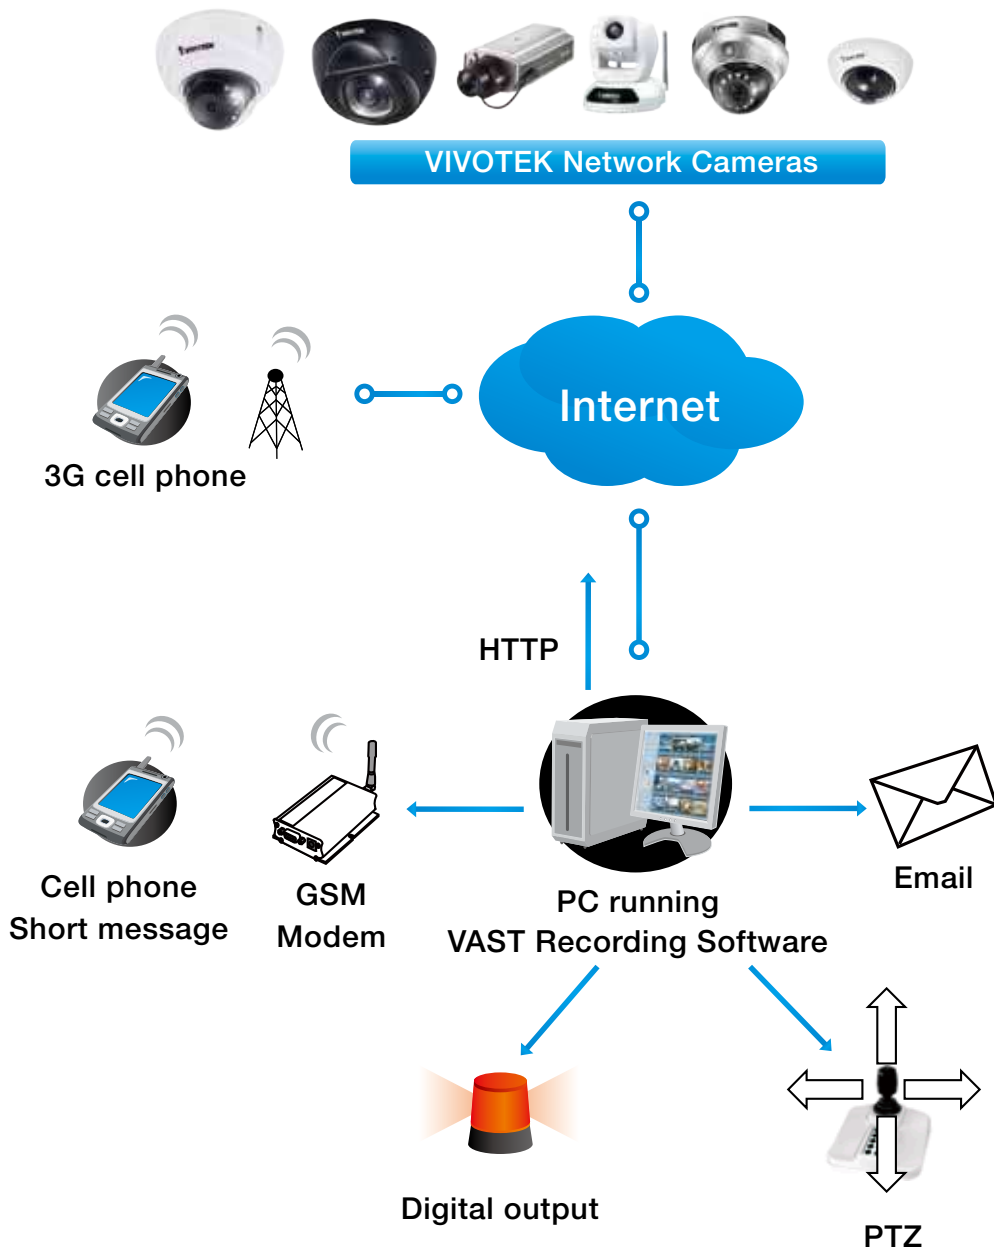 VIVOTEK Network Cameras
Internet
3G cell phone
HTTP
Cell phone
Short message
GSM
Modem
PC running
VAST Recording Software
Email
Digital output
PTZ